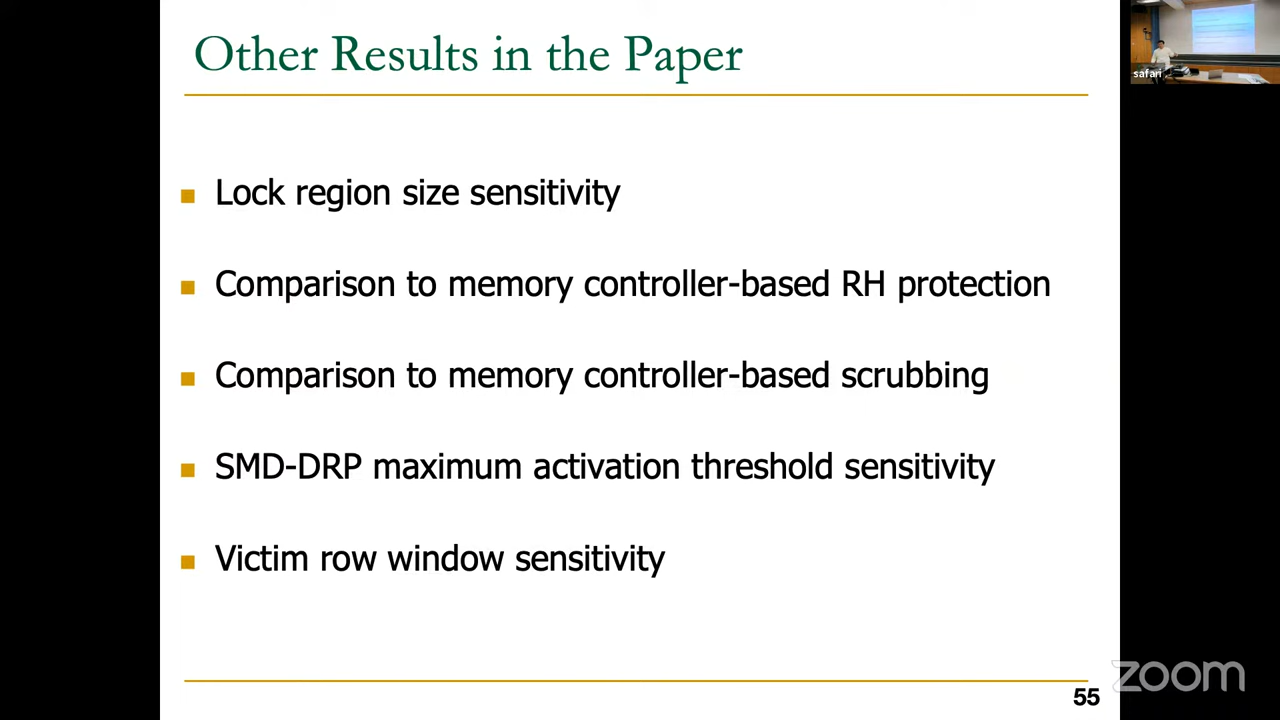 Other Results in the Paper
safari
Lock region size sensitivity
Comparison to memory controller-based RH protection
Comparison to memory controller-based scrubbing
SMD-DRP maximum activation threshold sensitivity
Victim row window sensitivity
55
zoom